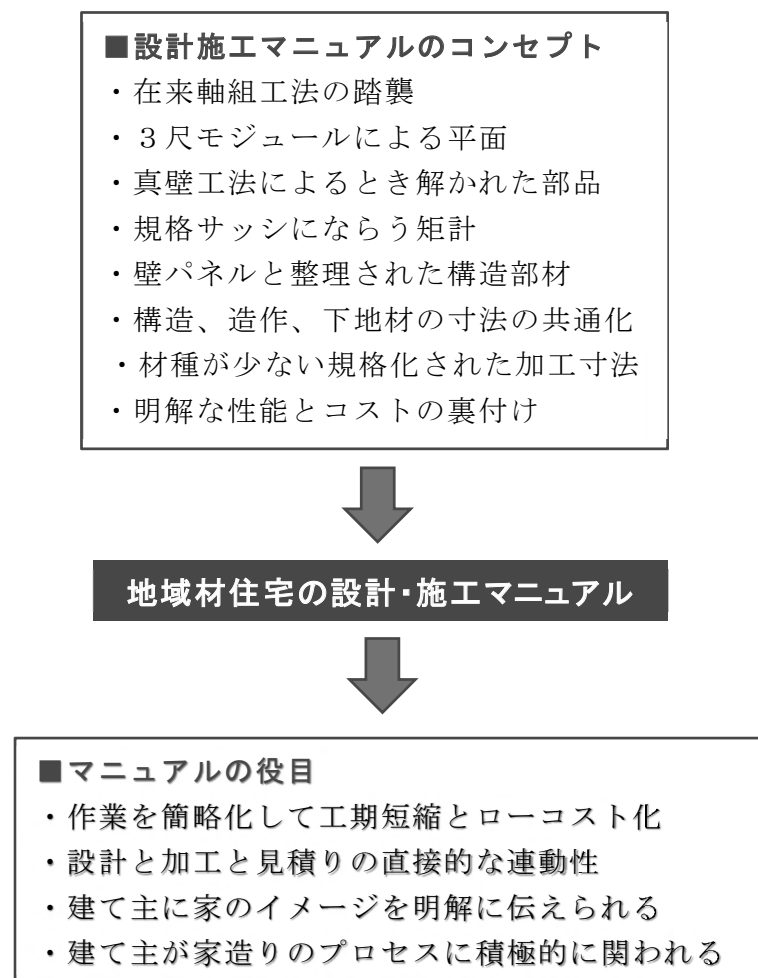 ■設計施工マニュアルのコンセプト
・在来軸組工法の踏襲
・３尺モジュールによる平面
・真壁工法によるとき解かれた部品
・規格サッシにならう矩計
・壁パネルと整理された構造部材
・構造、造作、下地材の寸法の共通化
・材種が少ない規格化された加工寸法
・明解な性能とコストの裏付け
地域材住宅の設計・施工マニュアル
■マニュアルの役目
・作業を簡略化して工期短縮とローコスト化
・設計と加工と見積りの直接的な連動性
・建て主に家のイメージを明解に伝えられる
・建て主が家造りのプロセスに積極的に関われる